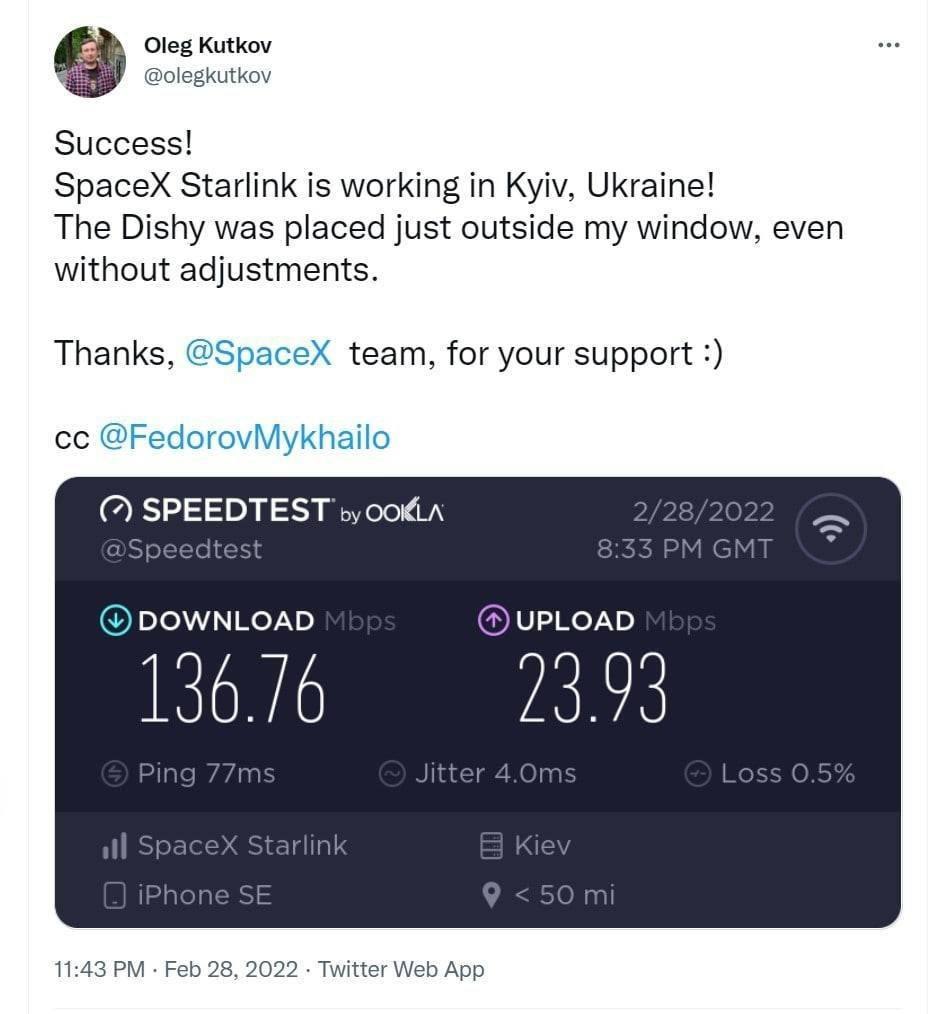 Oleg Kutkov
@olegkutkov
Success!
SpaceX Starlink is working in Kyiv, Ukraine!
The Dishy was placed just outside my window, even
without adjustments.
Thanks, @SpaceX team, for your support :)
cc @FedorovMykhailo
SPEEDTEST by OOKLA
2/28/2022
@Speedtest
8:33 PM GMT
DOWNLOAD Mbps
UPLOAD Mbps
136.76
23.93
Ping 77ms
Jitter 4.0ms
Loss 0.5%
SpaceX Starlink
Kiev
iPhone SE
< 50 mi
11:43 PM · Feb 28, 2022 · Twitter Web App